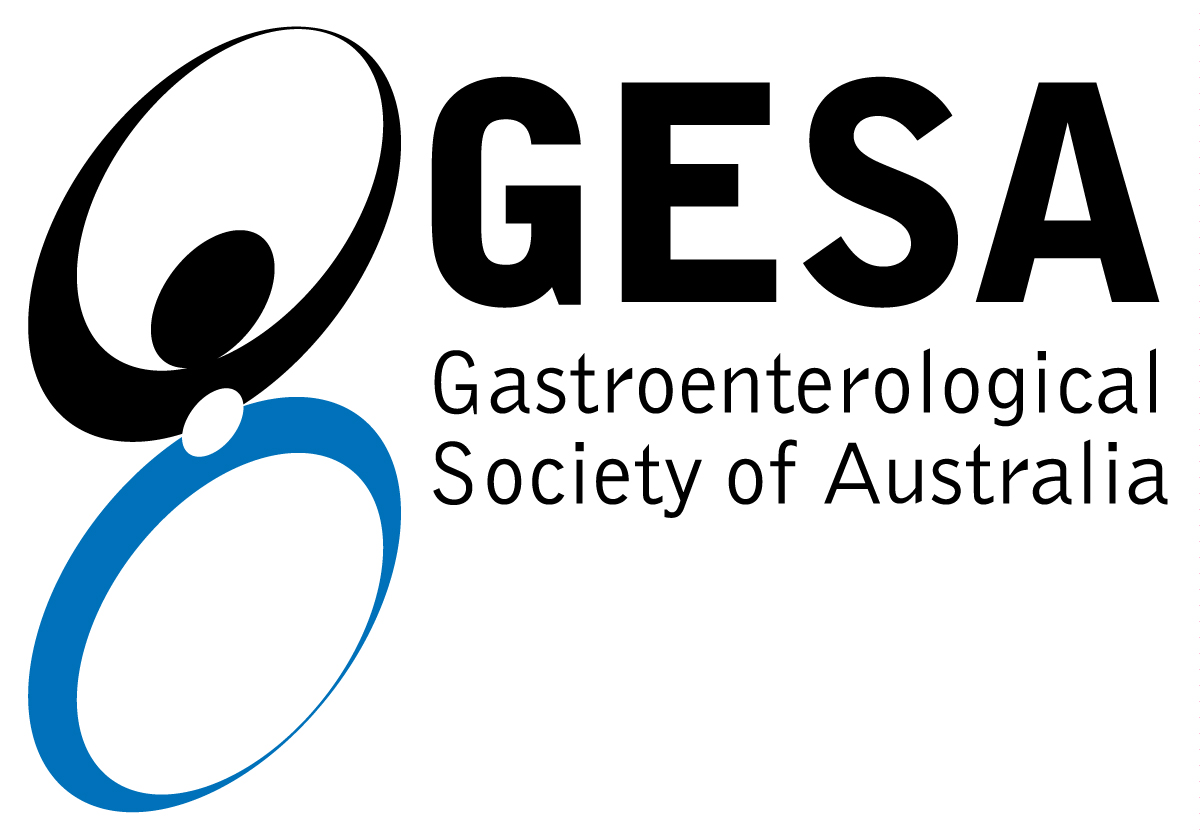 GESA
Gastroenterological
Society of Australia